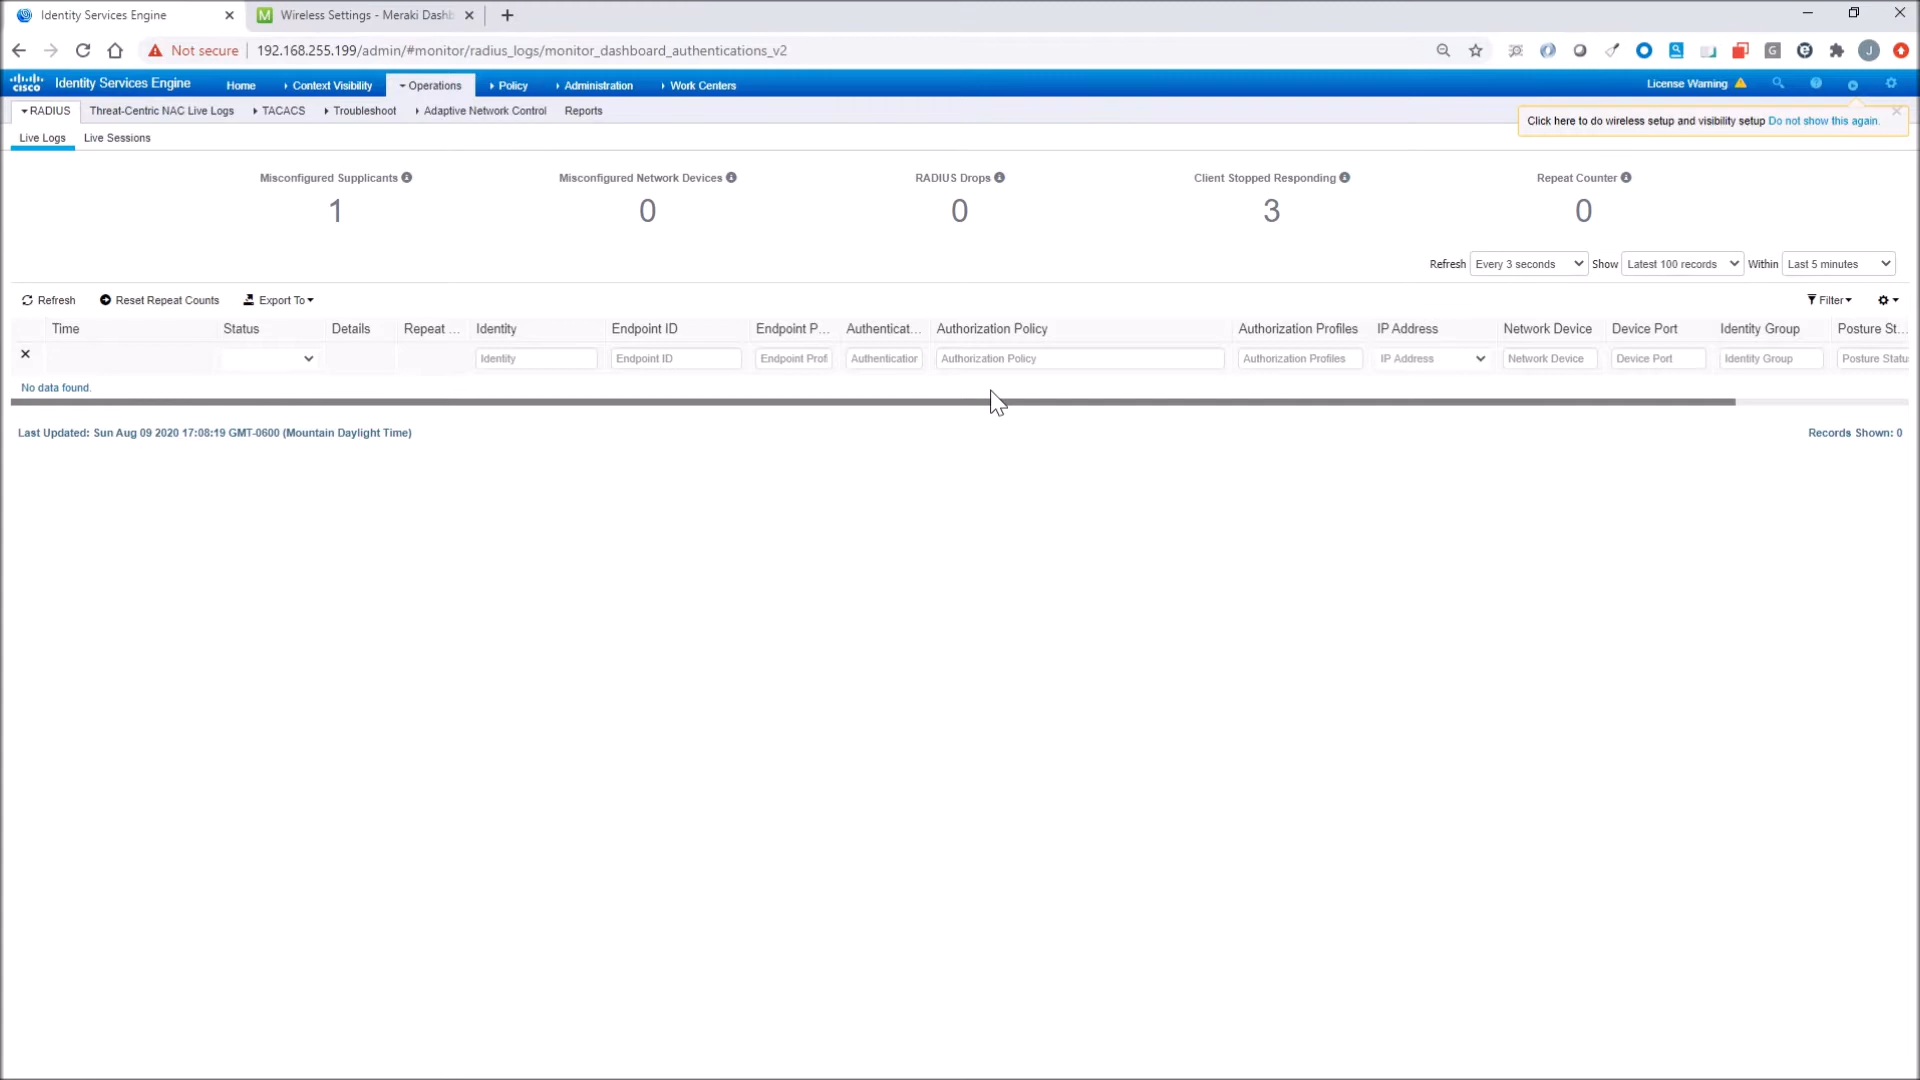 Identity Services Engine
Wireless Settings - Meraki Dashb
Not secure
192.168.255.199/admin/#monitor/radius_logs/monitor_dashboard_authentications_v2
cisco Identity Services Engine Home Context Visibility Operations Policy Administration Work Centers License Warning
RADIUS Threat-Centric NAC Live Logs TACACS Troubleshoot Adaptive Network Control Reports
Click here to do wireless setup and visibility setup Do not show this again.
Live Logs Live Sessions
Misconfigured Supplicants Misconfigured Network Devices RADIUS Drops Client Stopped Responding Repeat Counter
1 0 0 3 0
Refresh Every 3 seconds Show Latest 100 records Within Last 5 minutes
Refresh Reset Repeat Counts Export To Filter
Time Status Details Repeat ... Identity Endpoint ID Endpoint P... Authenticat... Authorization Policy Authorization Profiles IP Address Network Device Device Port Identity Group Posture St...
Identity Endpoint ID Endpoint Prof Authentication Authorization Policy Authorization Profiles IP Address Network Device Device Port Identity Group Posture Status
No data found.
Last Updated: Sun Aug 09 2020 17:08:19 GMT-0600 (Mountain Daylight Time) Records Shown: 0